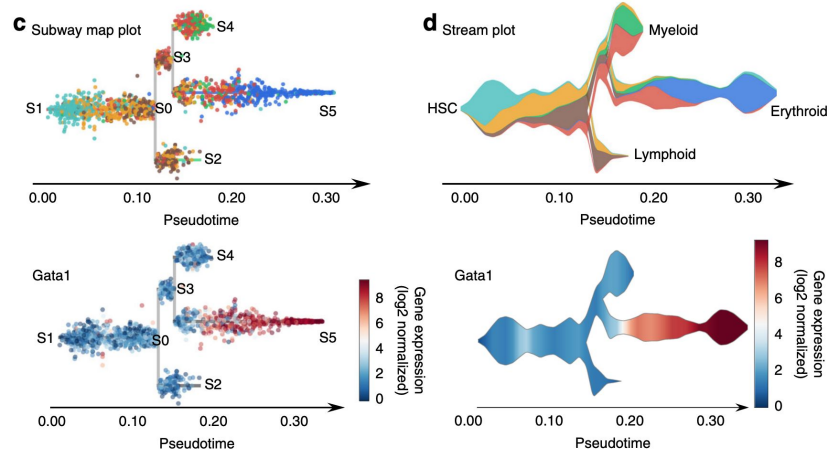 c
Subway map plot
S4
S3
S1
S0
S5
S2
0.00 0.10 0.20 0.30
Pseudotime
d
Stream plot
Myeloid
HSC
Erythroid
Lymphoid
0.00 0.10 0.20 0.30
Pseudotime
Gata1
S4
S3
S1
S0
S5
S2
0.00 0.10 0.20 0.30
Pseudotime
8
6
4
2
0
Gene expression
(log2 normalized)
Gata1
0.00 0.10 0.20 0.30
Pseudotime
8
6
4
2
0
Gene expression
(log2 normalized)